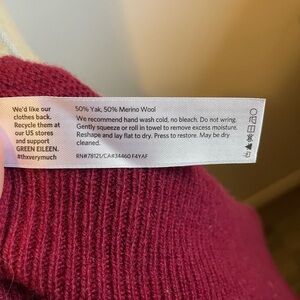 We'd like our
clothes back.
Recycle them at
our US stores
and support
GREEN EILEEN.
#thxverymuch
50% Yak, 50% Merino Wool
We recommend hand wash cold, no bleach. Do not wring.
Gently squeeze or roll in towel to remove excess moisture.
Reshape and lay flat to dry. Press to restore. May be dry
cleaned.
RN#78121/CA#34460 F4YAF